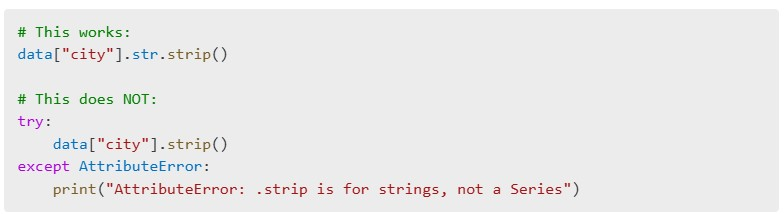 # This works:
data["city"].str.strip()
# This does NOT:
try:
    data["city"].strip()
except AttributeError:
    print("AttributeError: .strip is for strings, not a Series")